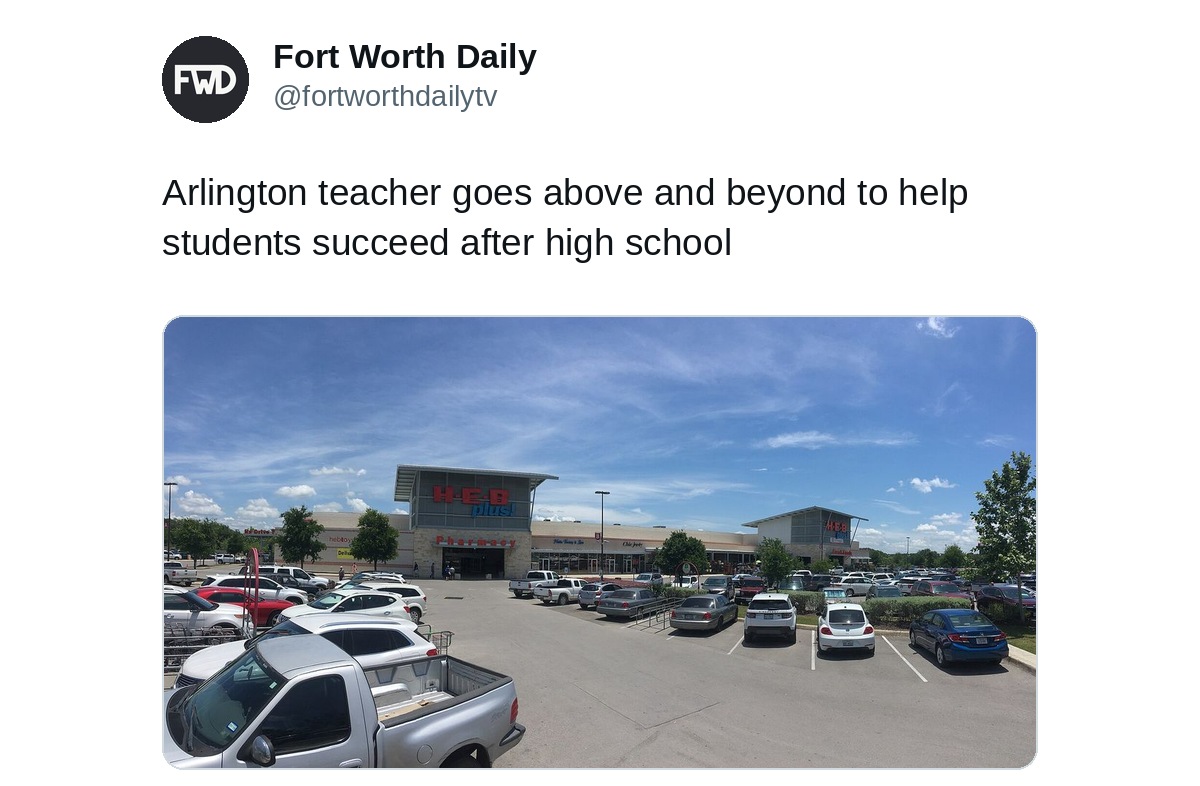 FWD
Fort Worth Daily
@fortworthdailytv
Arlington teacher goes above and beyond to help
students succeed after high school
H-E-B
plus!
Pharmacy
H-E-B